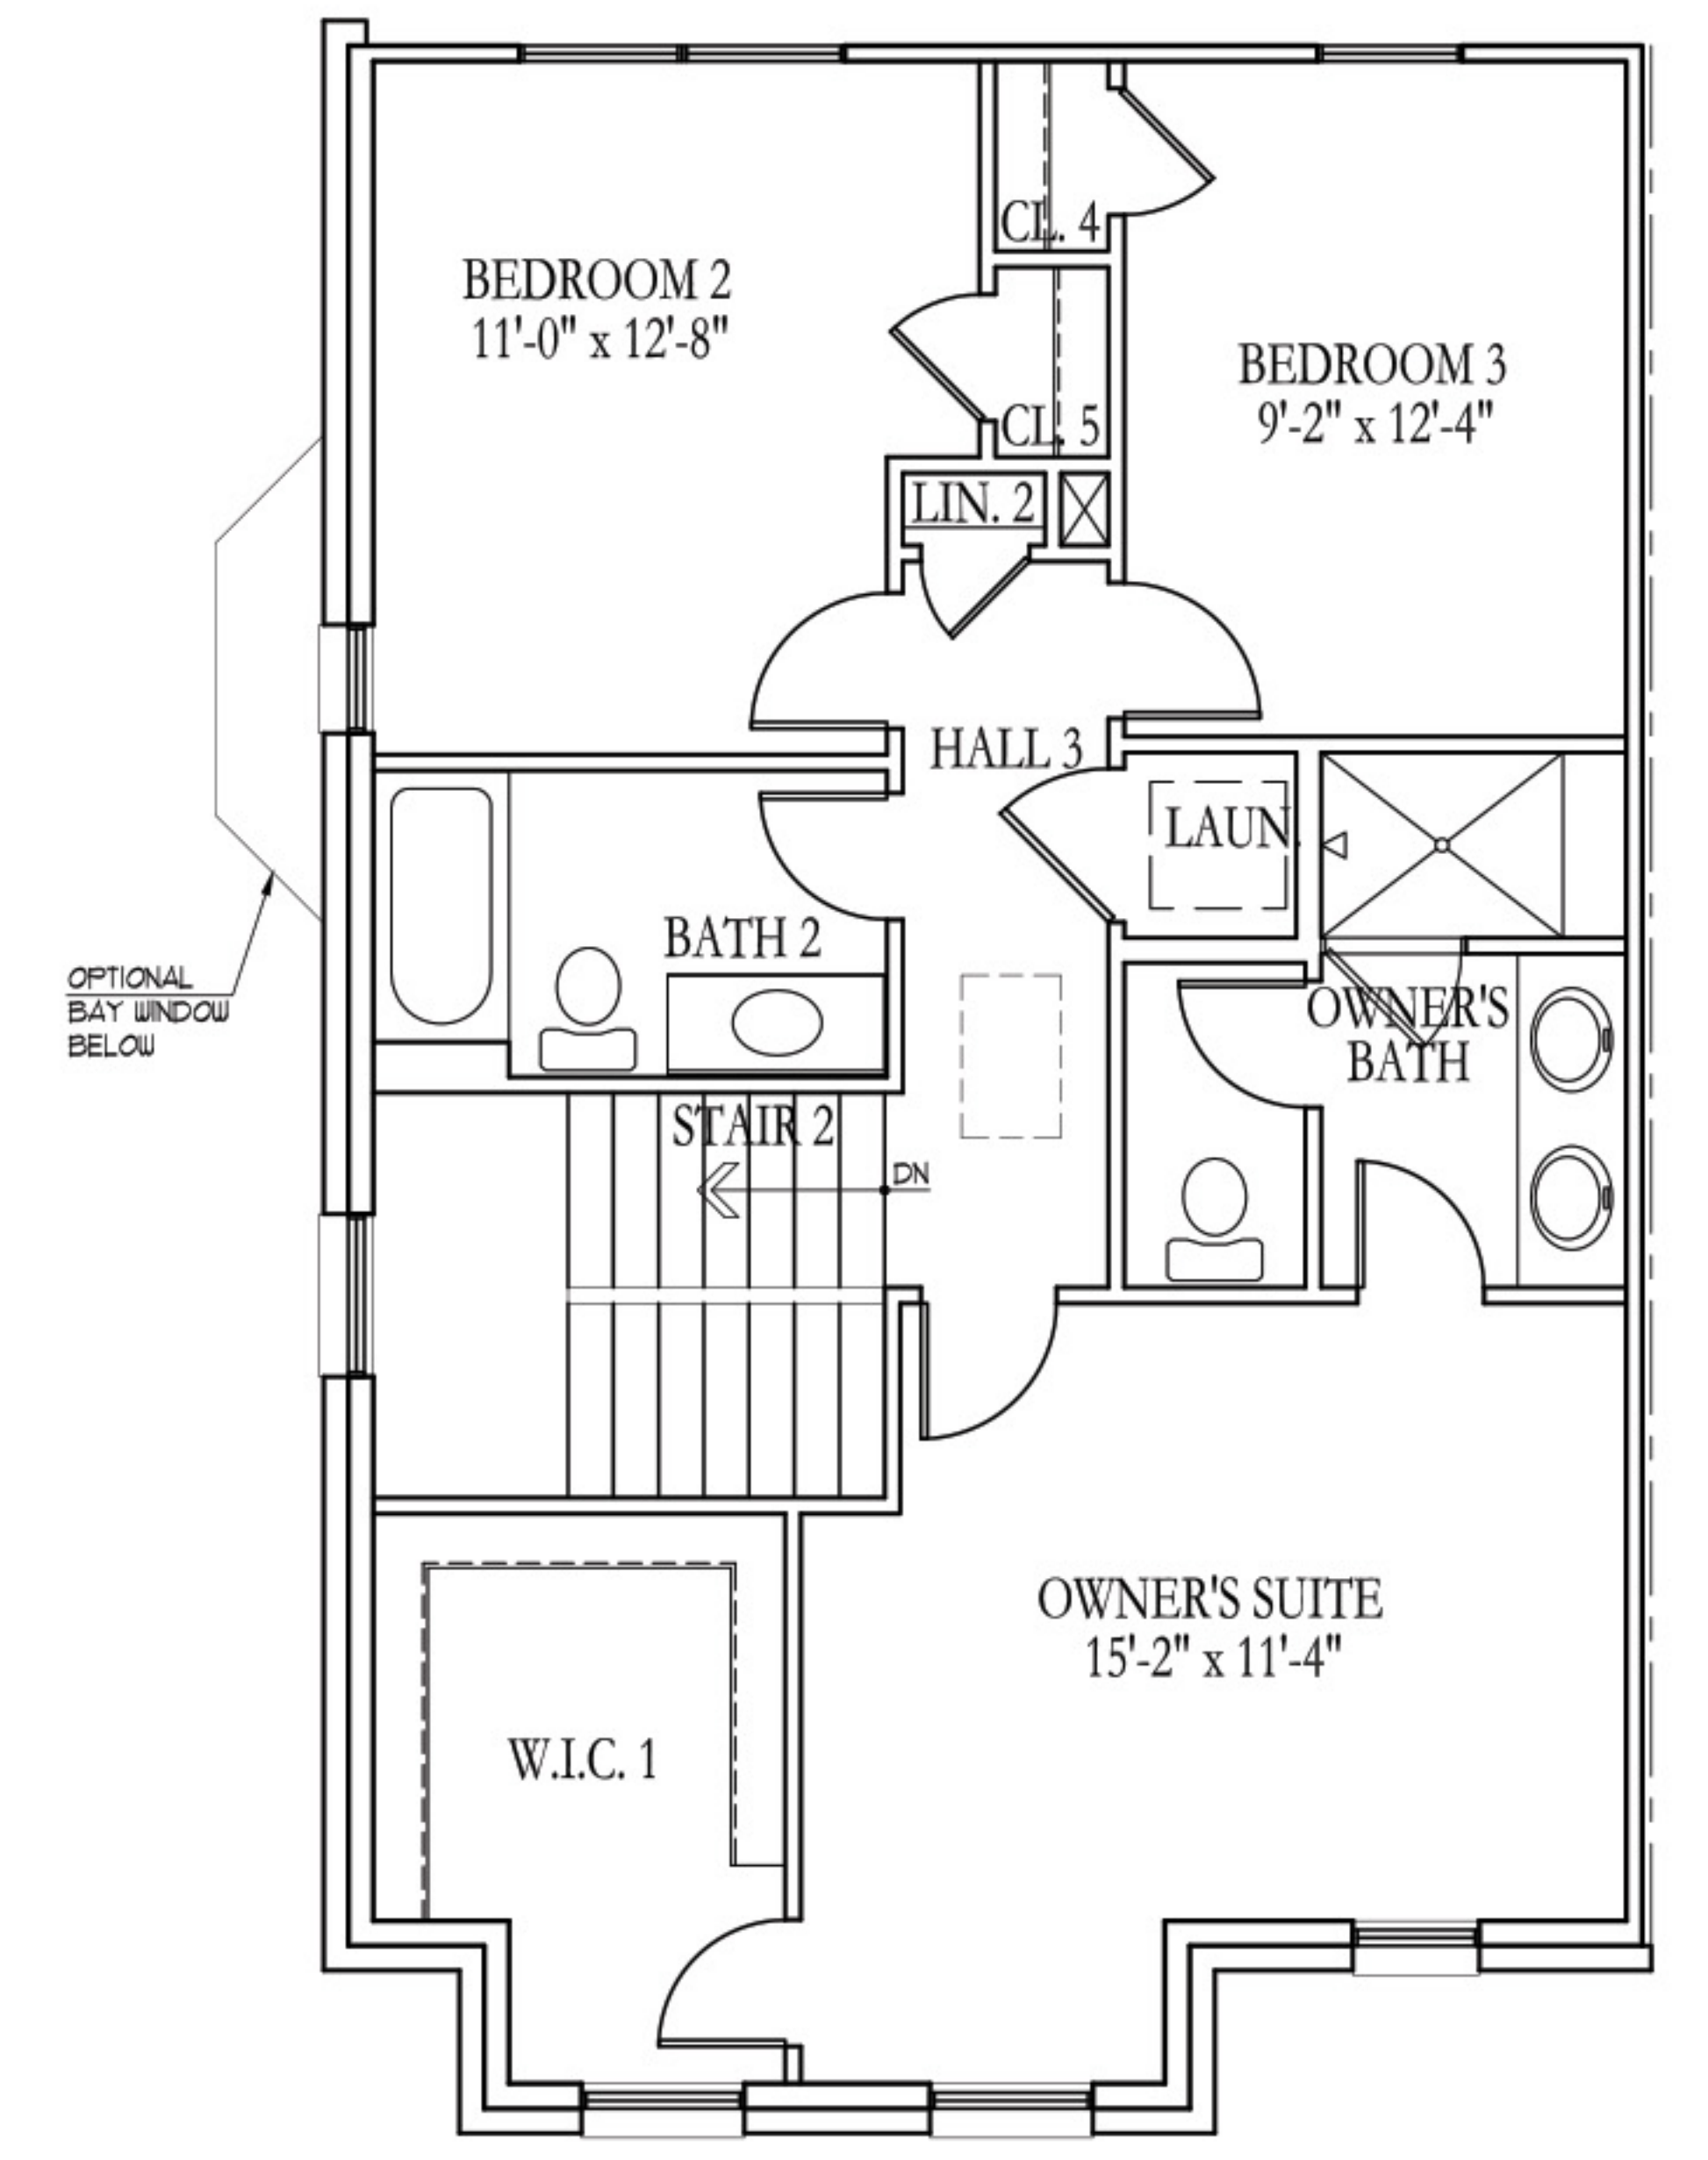 CL. 4
BEDROOM 2
11'-0" x 12'-8"
BEDROOM 3
9'-2" x 12'-4"
CL. 5
LIN. 2
HALL 3
LAUN.
BATH 2
OPTIONAL
BAY WINDOW
BELOW
OWNER'S
BATH
STAIR 2
DN
OWNER'S SUITE
15'-2" x 11'-4"
W.I.C. 1